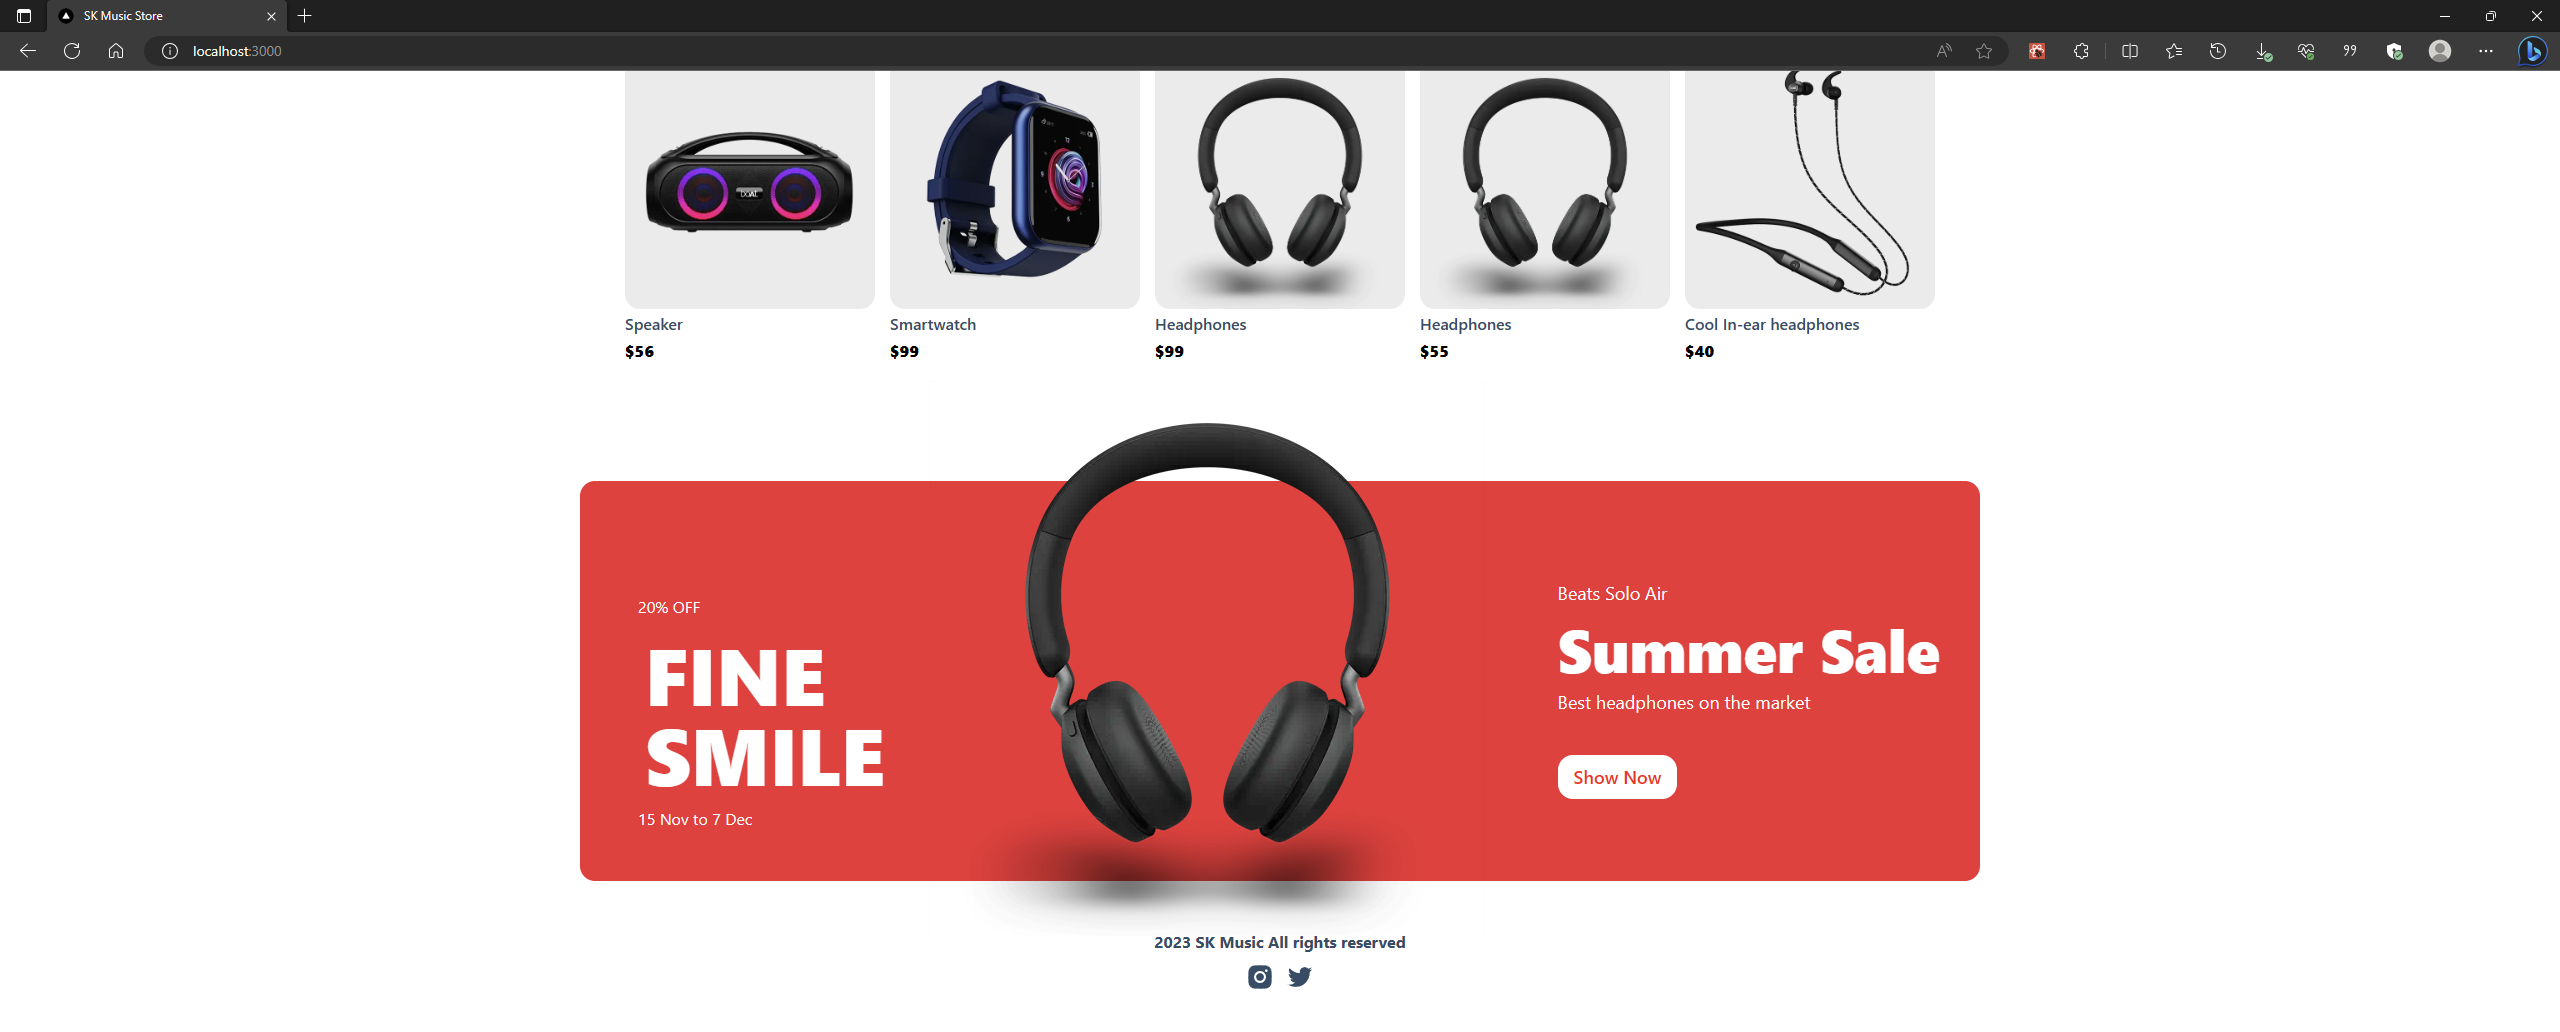 SK Music Store
localhost:3000
Speaker
$56
Smartwatch
$99
Headphones
$99
Headphones
$55
Cool In-ear headphones
$40
20% OFF
FINE
SMILE
15 Nov to 7 Dec
Beats Solo Air
Summer Sale
Best headphones on the market
Show Now
2023 SK Music All rights reserved